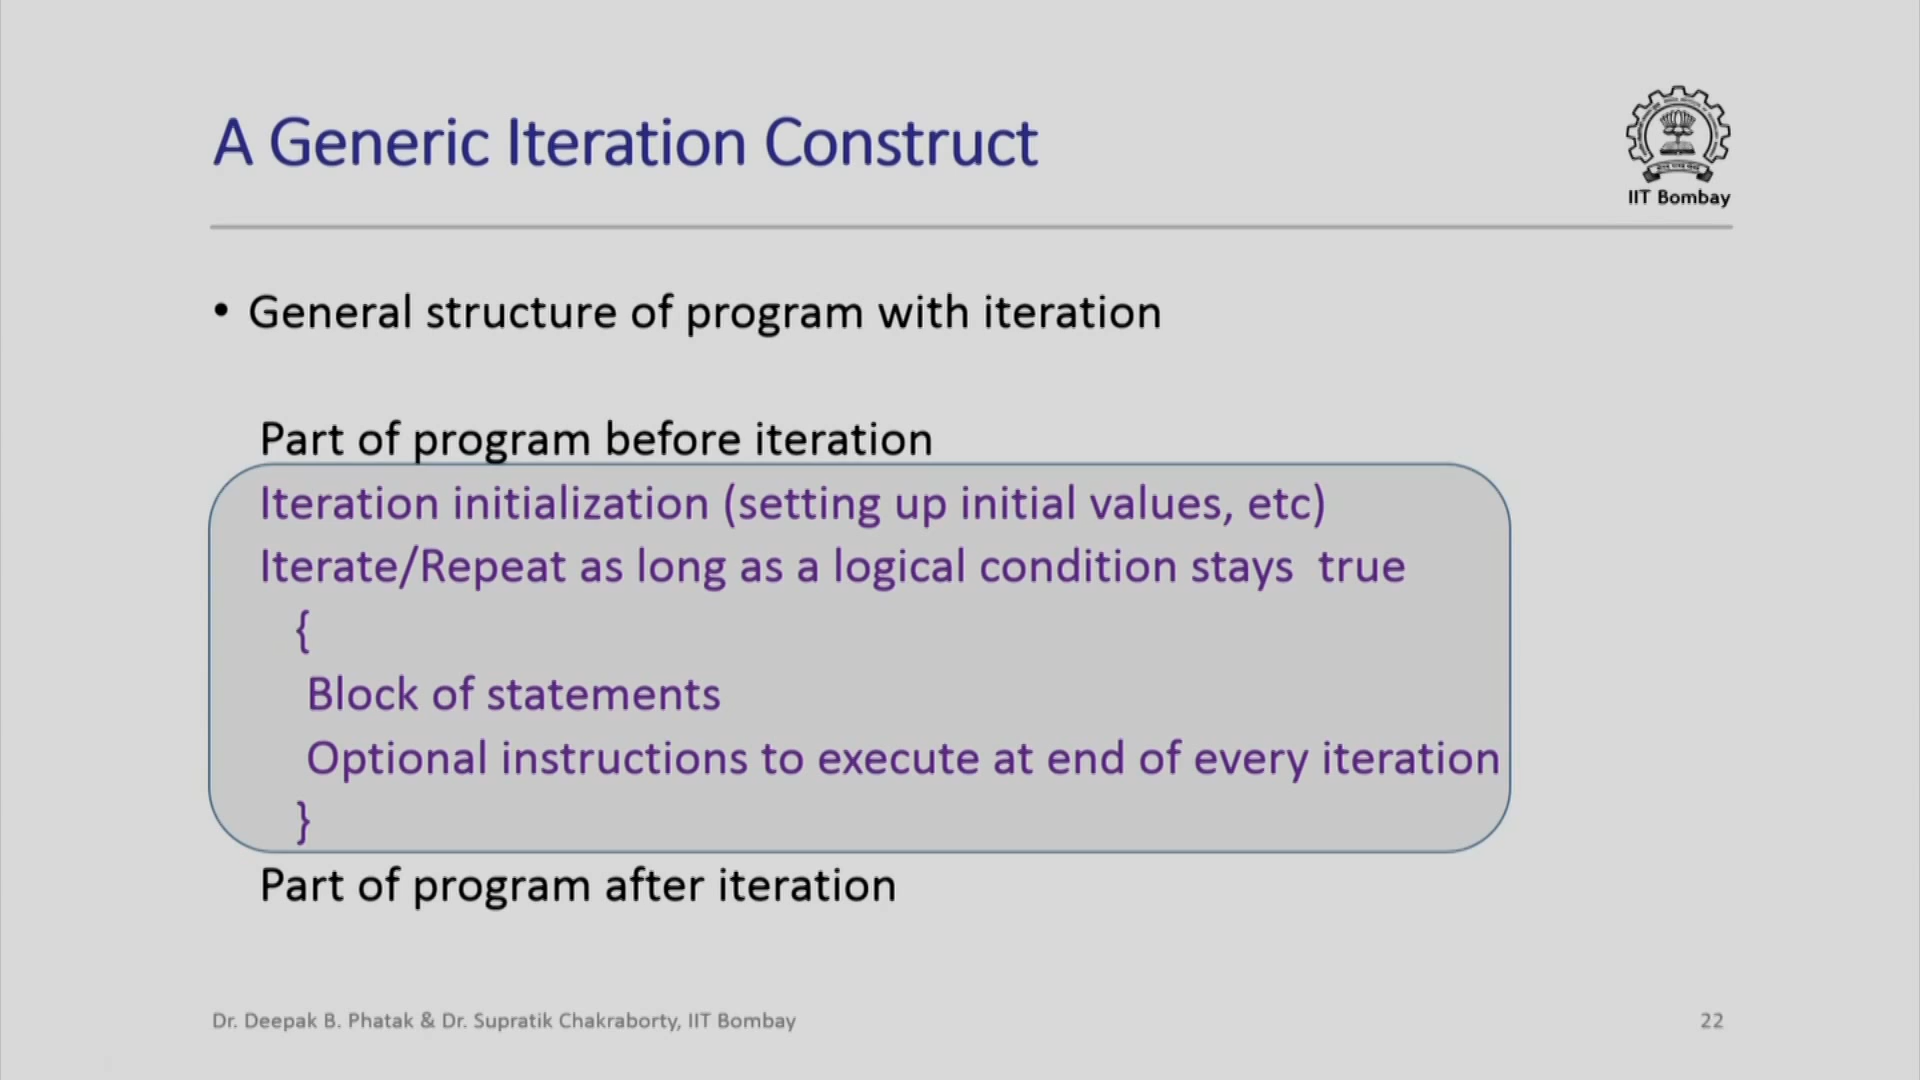 A Generic Iteration Construct
IIT Bombay
• General structure of program with iteration
Part of program before iteration
Iteration initialization (setting up initial values, etc)
Iterate/Repeat as long as a logical condition stays true
{
Block of statements
Optional instructions to execute at end of every iteration
}
Part of program after iteration
Dr. Deepak B. Phatak & Dr. Supratik Chakraborty, IIT Bombay
22